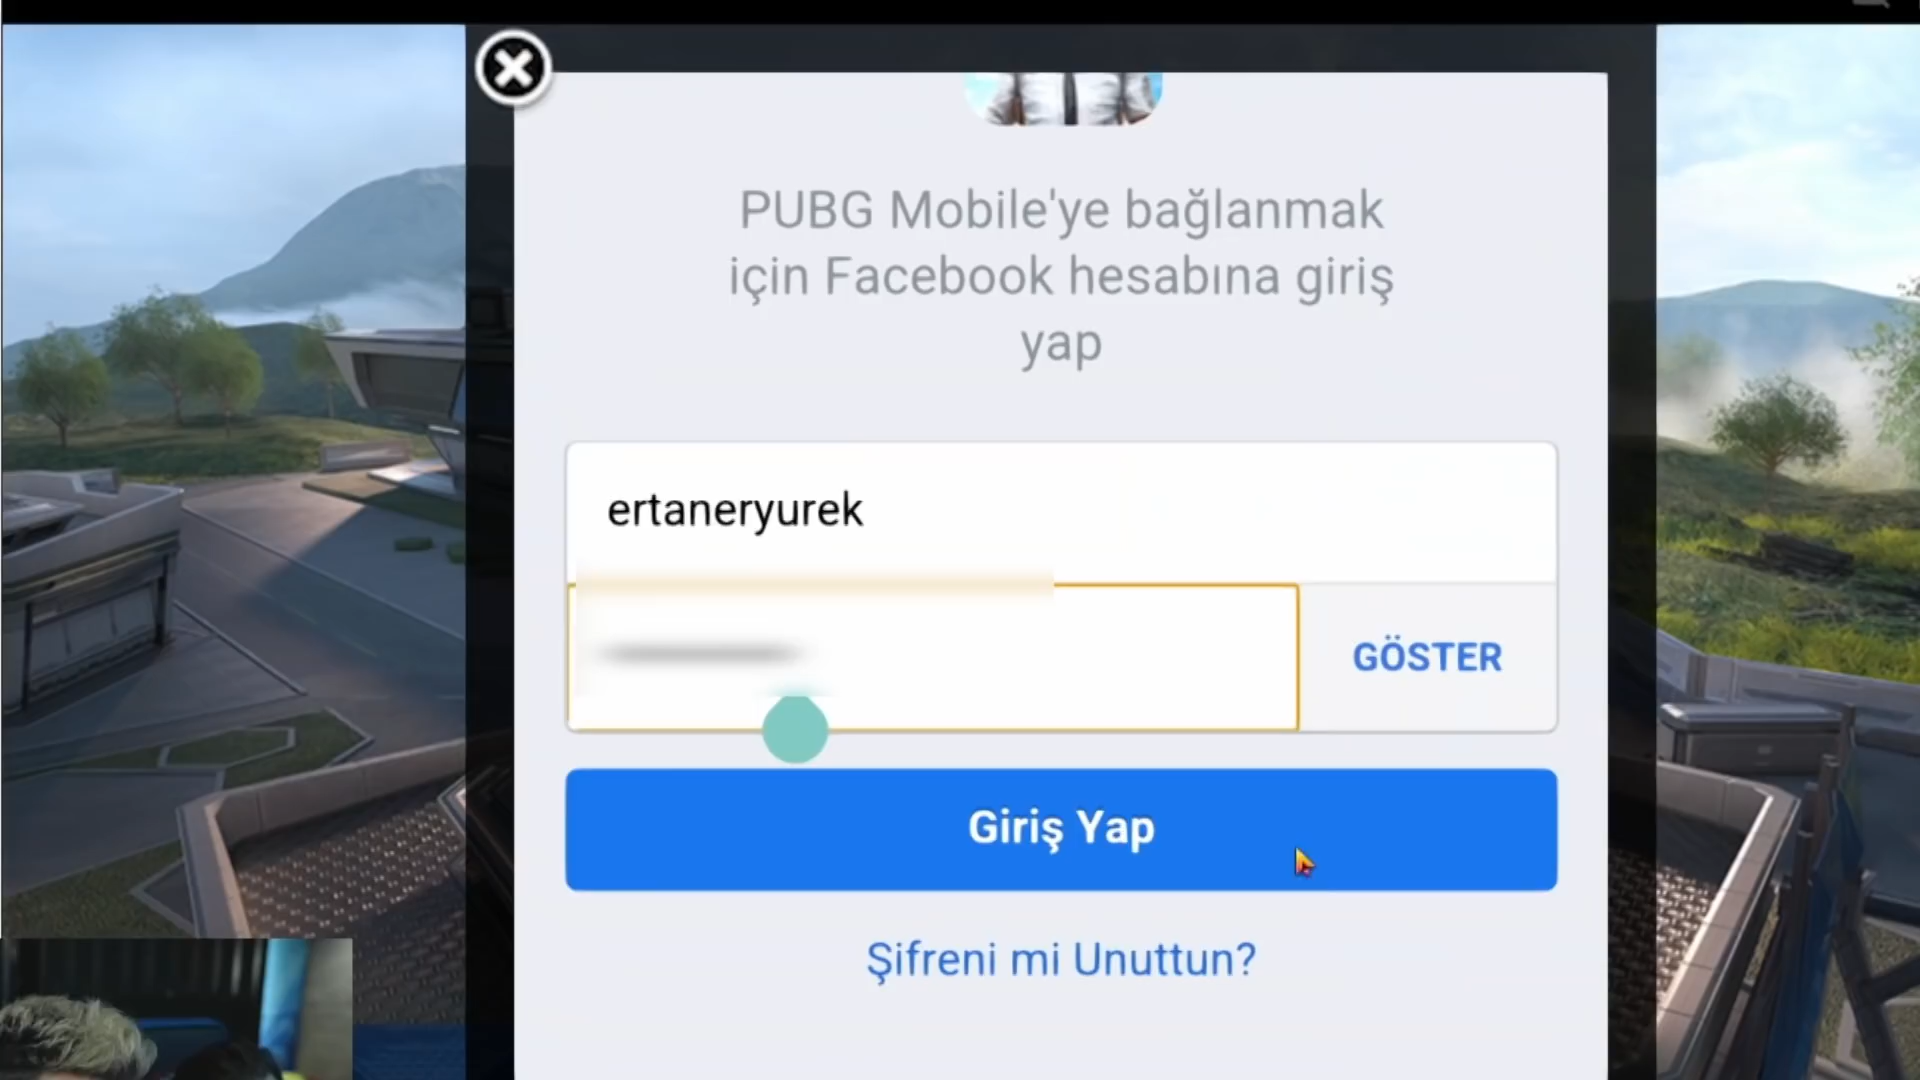 PUBG Mobile'ye bağlanmak
için Facebook hesabına giriş
yap
ertaneryurek
GÖSTER
Giriş Yap
Şifreni mi Unuttun?